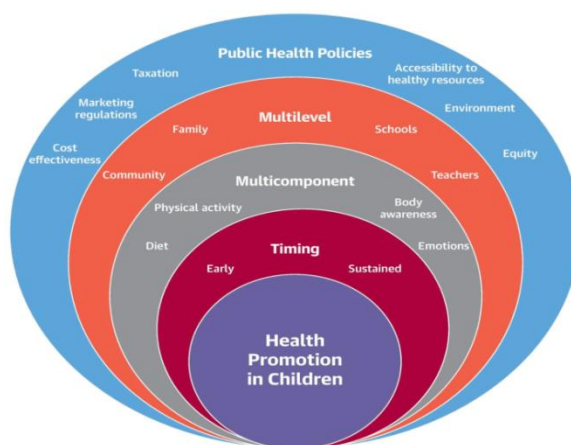 Public Health Policies
Taxation
Accessibility to
healthy resources
Marketing
regulations
Environment
Cost
effectiveness
Equity
Multilevel
Family
Schools
Community
Teachers
Multicomponent
Physical activity
Body
awareness
Diet
Emotions
Timing
Early
Sustained
Health
Promotion
in Children